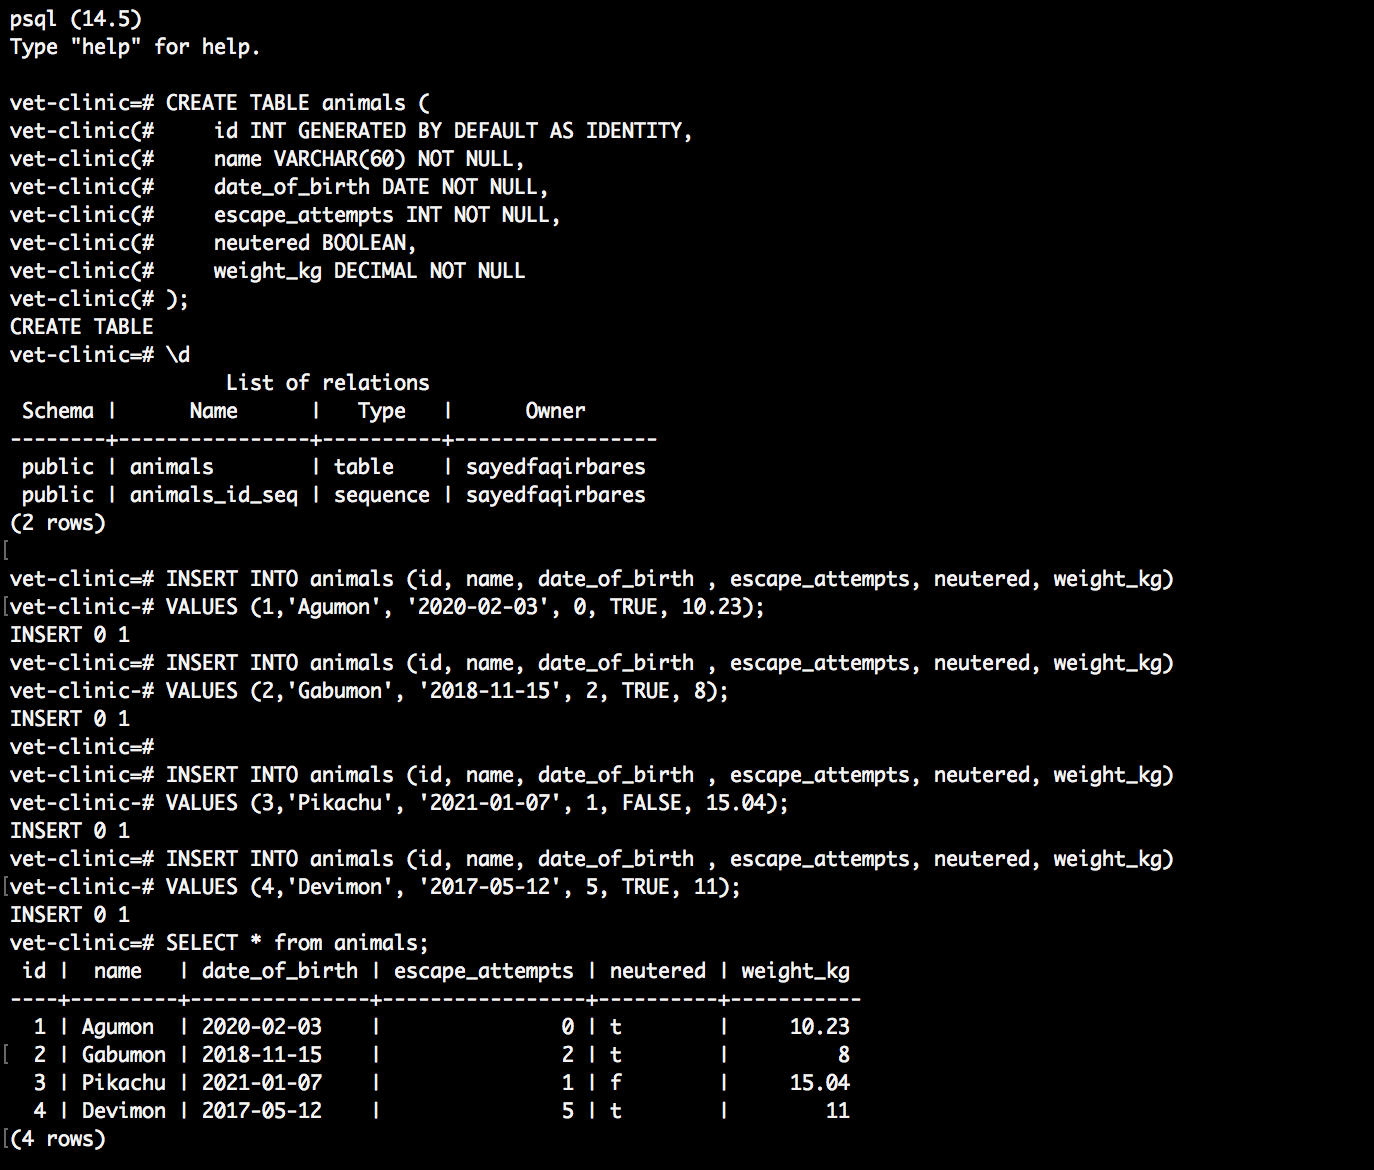 psql (14.5)
Type "help" for help.

vet-clinic=# CREATE TABLE animals (
vet-clinic(#     id INT GENERATED BY DEFAULT AS IDENTITY,
vet-clinic(#     name VARCHAR(60) NOT NULL,
vet-clinic(#     date_of_birth DATE NOT NULL,
vet-clinic(#     escape_attempts INT NOT NULL,
vet-clinic(#     neutered BOOLEAN,
vet-clinic(#     weight_kg DECIMAL NOT NULL
vet-clinic(# );
CREATE TABLE
vet-clinic=# \d
                  List of relations
 Schema |      Name      |   Type   |      Owner
--------+----------------+----------+-----------------
 public | animals        | table    | sayedfaqirbares
 public | animals_id_seq | sequence | sayedfaqirbares
(2 rows)
[
vet-clinic=# INSERT INTO animals (id, name, date_of_birth , escape_attempts, neutered, weight_kg)
[vet-clinic-# VALUES (1,'Agumon', '2020-02-03', 0, TRUE, 10.23);
INSERT 0 1
vet-clinic=# INSERT INTO animals (id, name, date_of_birth , escape_attempts, neutered, weight_kg)
vet-clinic-# VALUES (2,'Gabumon', '2018-11-15', 2, TRUE, 8);
INSERT 0 1
vet-clinic=#
vet-clinic=# INSERT INTO animals (id, name, date_of_birth , escape_attempts, neutered, weight_kg)
vet-clinic-# VALUES (3,'Pikachu', '2021-01-07', 1, FALSE, 15.04);
INSERT 0 1
vet-clinic=# INSERT INTO animals (id, name, date_of_birth , escape_attempts, neutered, weight_kg)
[vet-clinic-# VALUES (4,'Devimon', '2017-05-12', 5, TRUE, 11);
INSERT 0 1
vet-clinic=# SELECT * from animals;
 id |  name   | date_of_birth | escape_attempts | neutered | weight_kg
----+---------+---------------+-----------------+----------+-----------
  1 | Agumon  | 2020-02-03    |               0 | t        |     10.23
[ 2 | Gabumon | 2018-11-15    |               2 | t        |         8
  3 | Pikachu | 2021-01-07    |               1 | f        |     15.04
  4 | Devimon | 2017-05-12    |               5 | t        |        11
[(4 rows)